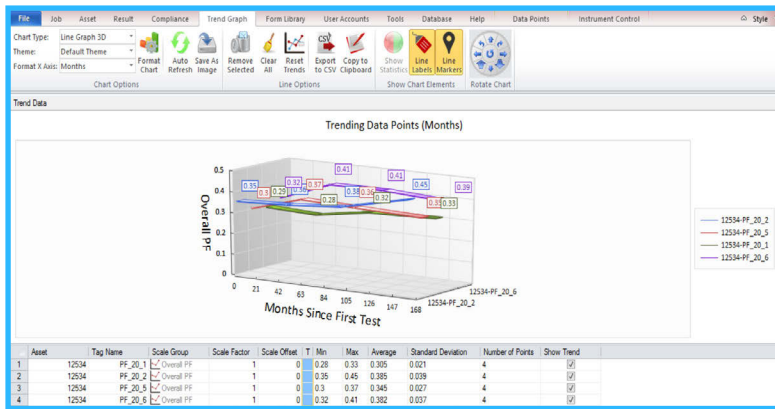 File Job Asset Result Compliance Trend Graph Form Library User Accounts Tools Database Help Data Points Instrument Control Style
Chart Type: Line Graph 3D
Theme: Default Theme
Format X Axis: Months
Format Chart
Auto Refresh
Save As Image
Remove Selected
Clear All
Reset Trends
Export to CSV
Copy to Clipboard
Show Statistics
Line Labels
Line Markers
Chart Options Line Options Show Chart Elements Rotate Chart
CSV
Trend Data
Trending Data Points (Months)
0.41
0.41
0.35 0.32 0.37 0.45 0.39
0.3 0.29 0.36 0.38 0.36
0.28 0.32 0.35 0.33
Overall PF
0.5
0.4
0.3
0.2
0.1
0
0 21 42 63 84 105 126 147 168
Months Since First Test
12534-PF_20_6
12534-PF_20_2
12534-PF_20_2
12534-PF_20_5
12534-PF_20_1
12534-PF_20_6
Asset Tag Name Scale Group Scale Factor Scale Offset T Min Max Average Standard Deviation Number of Points Show Trend
1 12534 PF_20_1 Overall PF 1 0 0.28 0.33 0.305 0.021 4
2 12534 PF_20_2 Overall PF 1 0 0.35 0.45 0.385 0.039 4
3 12534 PF_20_5 Overall PF 1 0 0.3 0.37 0.345 0.027 4
4 12534 PF_20_6 Overall PF 1 0 0.32 0.41 0.382 0.037 4